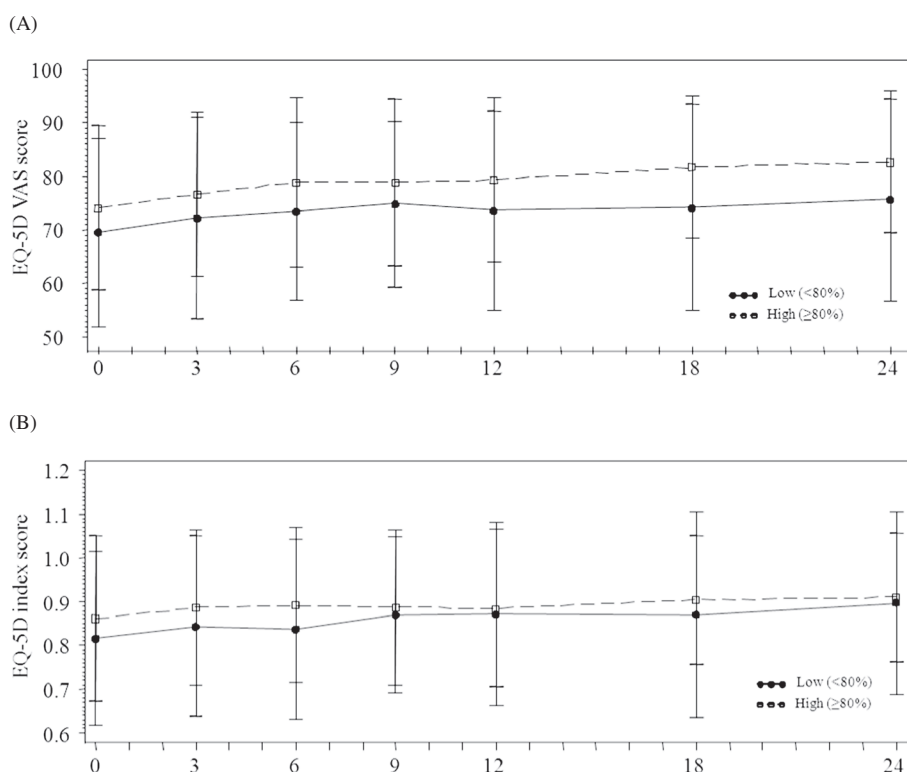 (A)
EQ-5D VAS score
100
90
80
70
60
50
Low (<80%)
High (≥80%)
0 3 6 9 12 18 24
(B)
EQ-5D index score
1.2
1.1
1.0
0.9
0.8
0.7
0.6
Low (<80%)
High (≥80%)
0 3 6 9 12 18 24